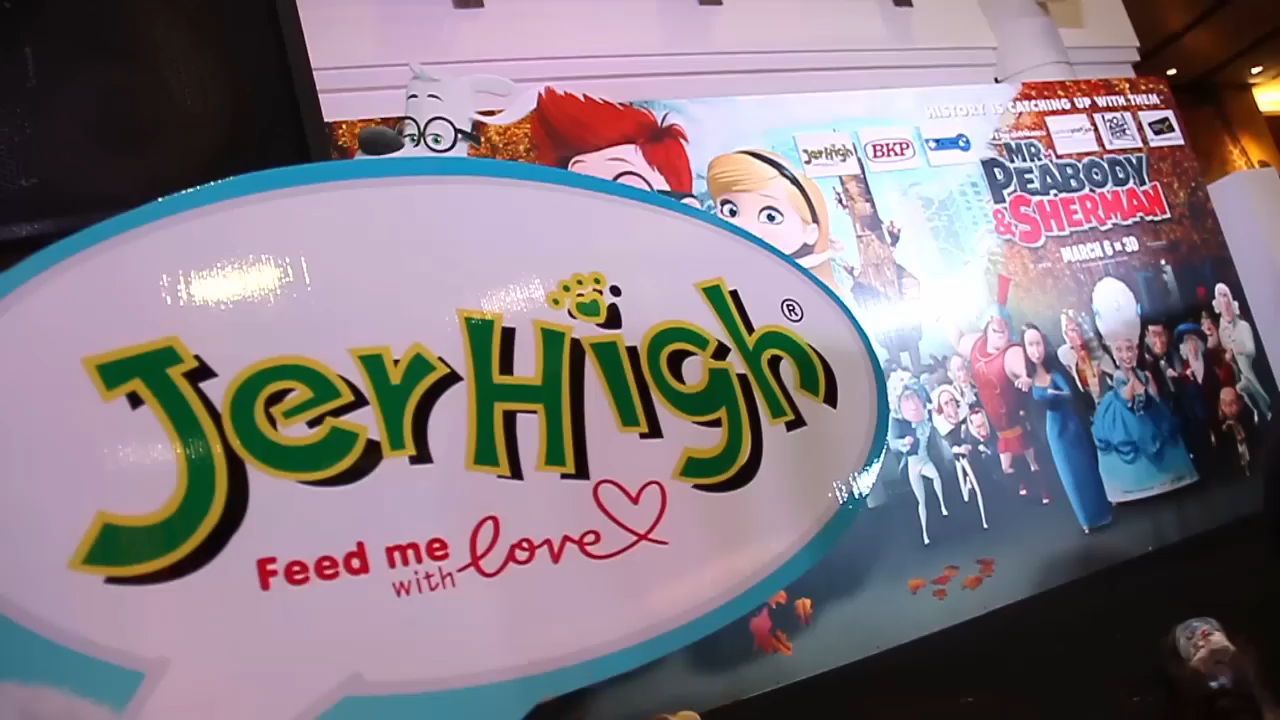 HISTORY IS CATCHING UP WITH THEM
JerHigh
BKP
MR.
PEABODY
& SHERMAN
MARCH 6 IN 3D
JerHigh®
Feed me
with love